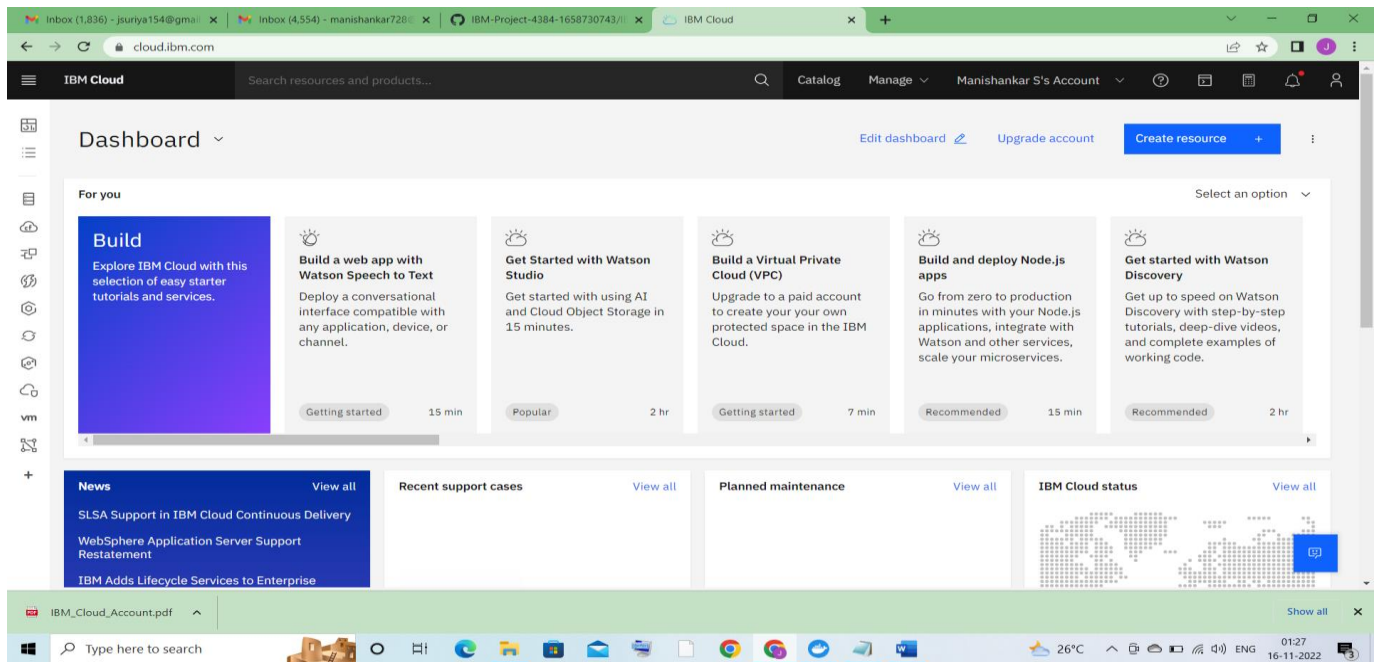 Inbox (1,836) - jsuriya154@gmail
Inbox (4,554) - manishankar728
IBM-Project-4384-1658730743/
IBM Cloud
cloud.ibm.com
J
IBM Cloud
Search resources and products...
Catalog
Manage
Manishankar S's Account
Dashboard
Edit dashboard
Upgrade account
Create resource +
For you
Select an option
Build
Explore IBM Cloud with this
selection of easy starter
tutorials and services.
Build a web app with
Watson Speech to Text
Deploy a conversational
interface compatible with
any application, device, or
channel.
Getting started
15 min
Get Started with Watson
Studio
Get started with using AI
and Cloud Object Storage in
15 minutes.
Popular
2 hr
Build a Virtual Private
Cloud (VPC)
Upgrade to a paid account
to create your your own
protected space in the IBM
Cloud.
Getting started
7 min
Build and deploy Node.js
apps
Go from zero to production
in minutes with your Node.js
applications, integrate with
Watson and other services,
scale your microservices.
Recommended
15 min
Get started with Watson
Discovery
Get up to speed on Watson
Discovery with step-by-step
tutorials, deep-dive videos,
and complete examples of
working code.
Recommended
2 hr
vm
News
View all
SLSA Support in IBM Cloud Continuous Delivery
WebSphere Application Server Support
Restatement
IBM Adds Lifecycle Services to Enterprise
Recent support cases
View all
Planned maintenance
View all
IBM Cloud status
View all
IBM_Cloud_Account.pdf
Show all
Type here to search
26°C
ENG
01:27
16-11-2022